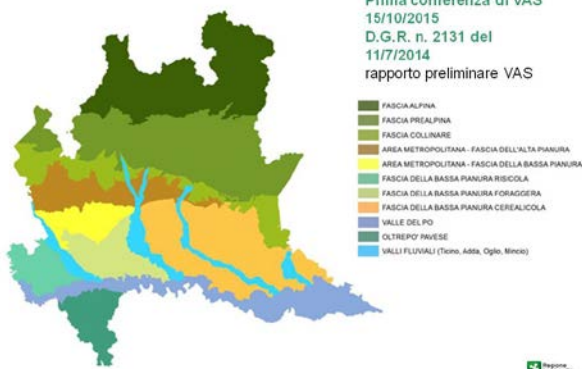 Prima conferenza di VAS
15/10/2015
D.G.R. n. 2131 del
11/7/2014
rapporto preliminare VAS
FASCIA ALPINA
FASCIA PREALPINA
FASCIA COLLINARE
AREA METROPOLITANA - FASCIA DELL'ALTA PIANURA
AREA METROPOLITANA - FASCIA DELLA BASSA PIANURA
FASCIA DELLA BASSA PIANURA RISICOLA
FASCIA DELLA BASSA PIANURA FORAGGERA
FASCIA DELLA BASSA PIANURA CEREALICOLA
VALLE DEL PO
OLTREPO' PAVESE
VALLI FLUVIALI (Ticino, Adda, Oglio, Mincio)
Regione